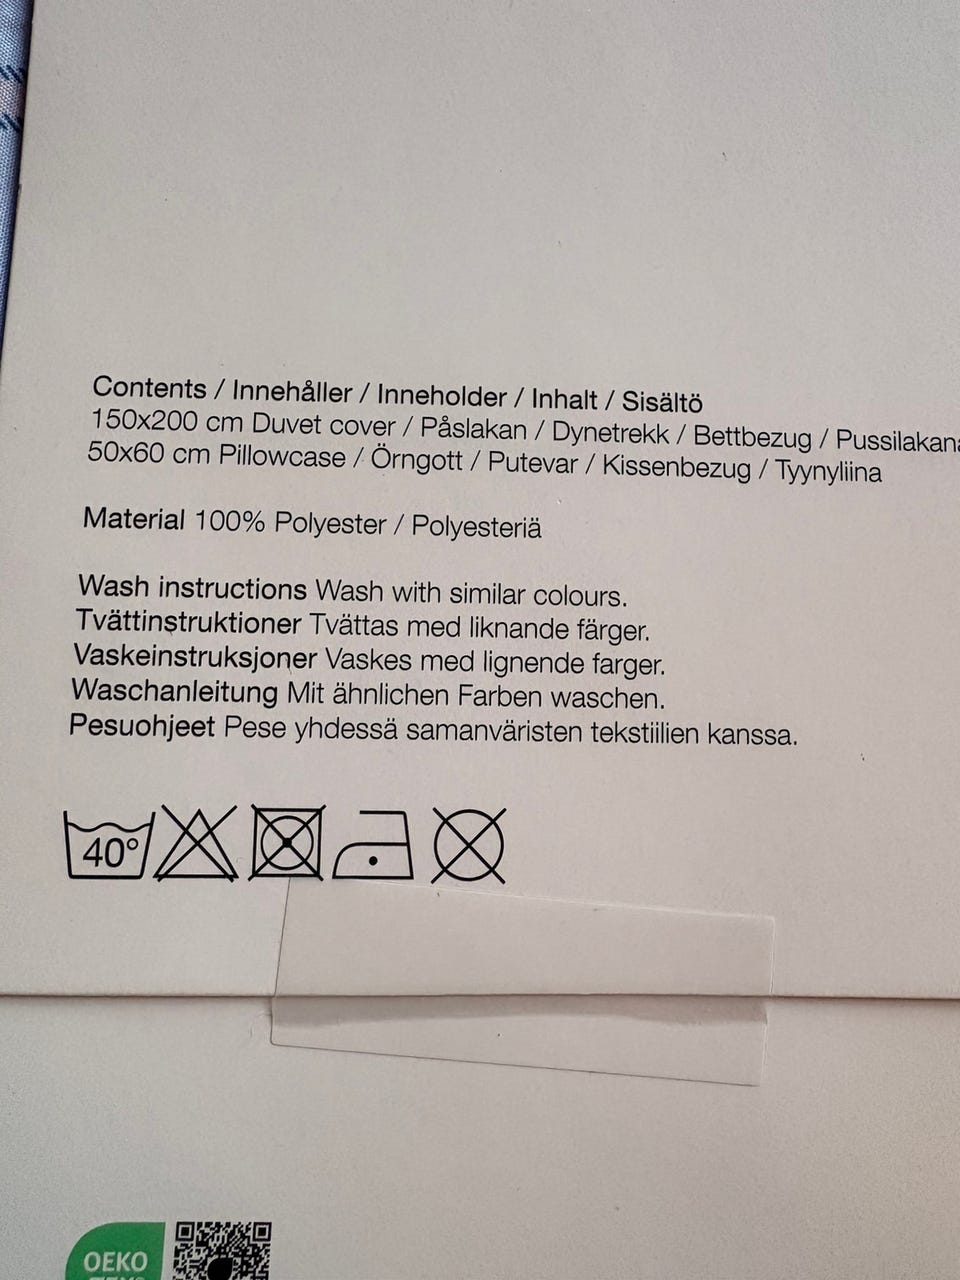 Contents / Innehåller / Inneholder / Inhalt / Sisältö
150x200 cm Duvet cover / Påslakan / Dynetrekk / Bettbezug / Pussilakana
50x60 cm Pillowcase / Örngott / Putevar / Kissenbezug / Tyynyliina
Material 100% Polyester / Polyesteriä
Wash instructions Wash with similar colours.
Tvättinstruktioner Tvättas med liknande färger.
Vaskeinstruksjoner Vaskes med lignende farger.
Waschanleitung Mit ähnlichen Farben waschen.
Pesuohjeet Pese yhdessä samanväristen tekstiilien kanssa.
40°
OEKO